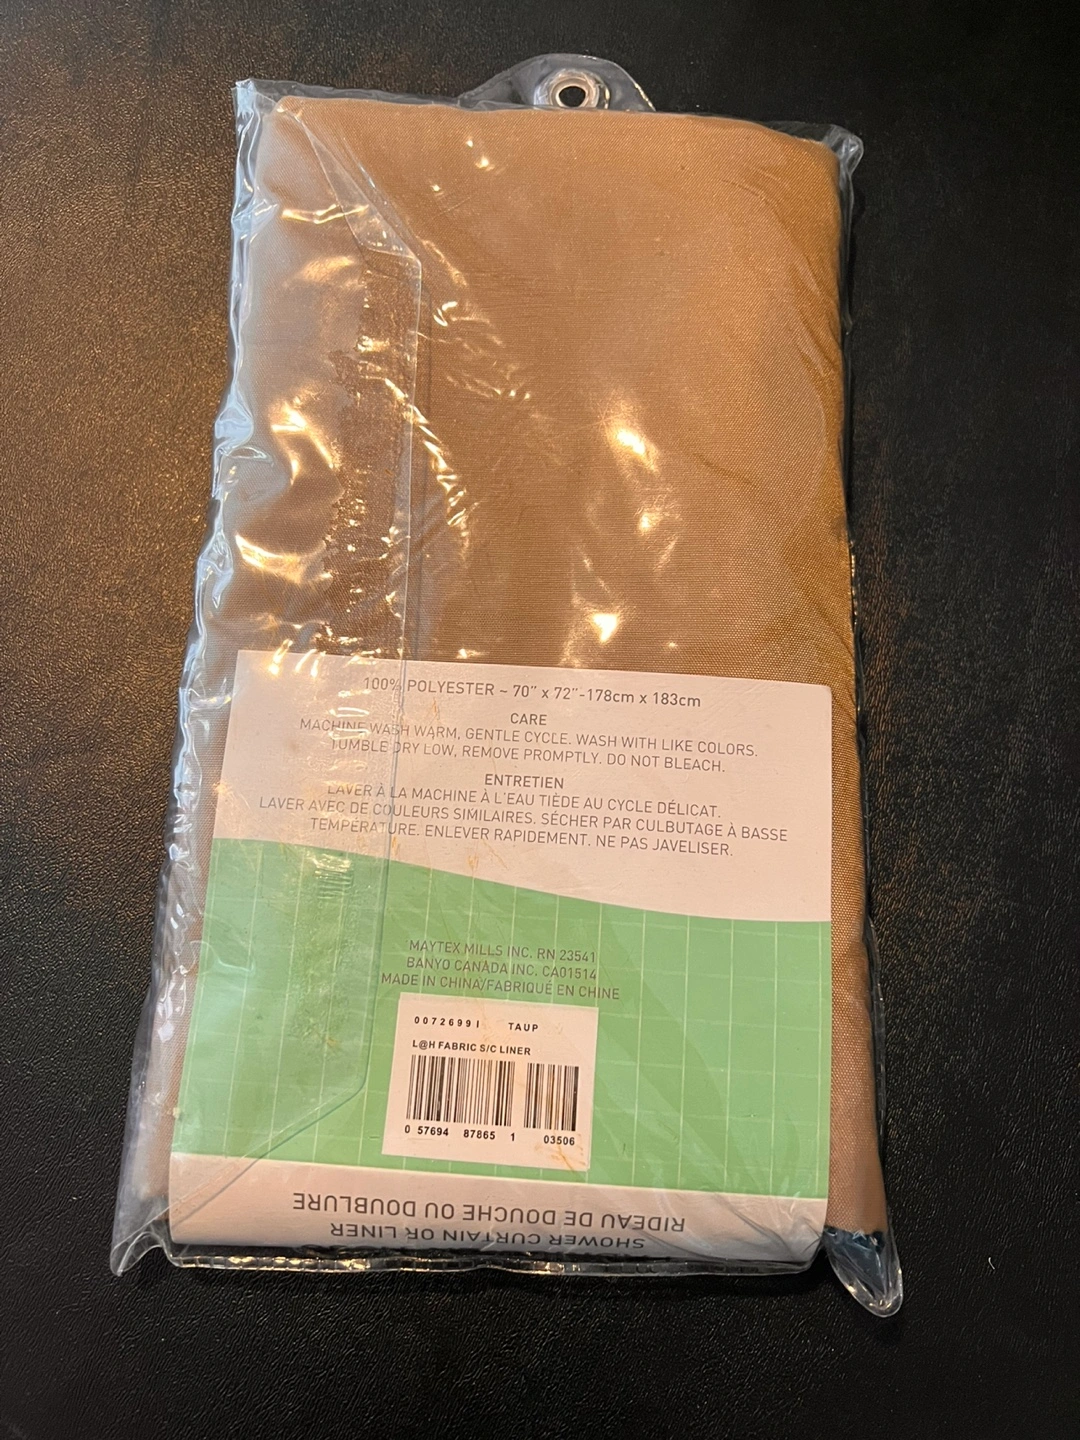 100% POLYESTER ~ 70" x 72"-178cm x 183cm
CARE
MACHINE WASH WARM, GENTLE CYCLE. WASH WITH LIKE COLORS.
TUMBLE DRY LOW, REMOVE PROMPTLY. DO NOT BLEACH.
ENTRETIEN
LAVER À LA MACHINE À L'EAU TIÈDE AU CYCLE DÉLICAT.
LAVER AVEC DE COULEURS SIMILAIRES. SÉCHER PAR CULBUTAGE À BASSE
TEMPÉRATURE. ENLEVER RAPIDEMENT. NE PAS JAVELISER.
MAYTEX MILLS INC. RN 23541
BANYO CANADA INC. CA01514
MADE IN CHINA/FABRIQUÉ EN CHINE
0072699I TAUP
L@H FABRIC S/C LINER
0 57694 87865 1 03506
SHOWER CURTAIN OR LINER
RIDEAU DE DOUCHE OU DOUBLURE